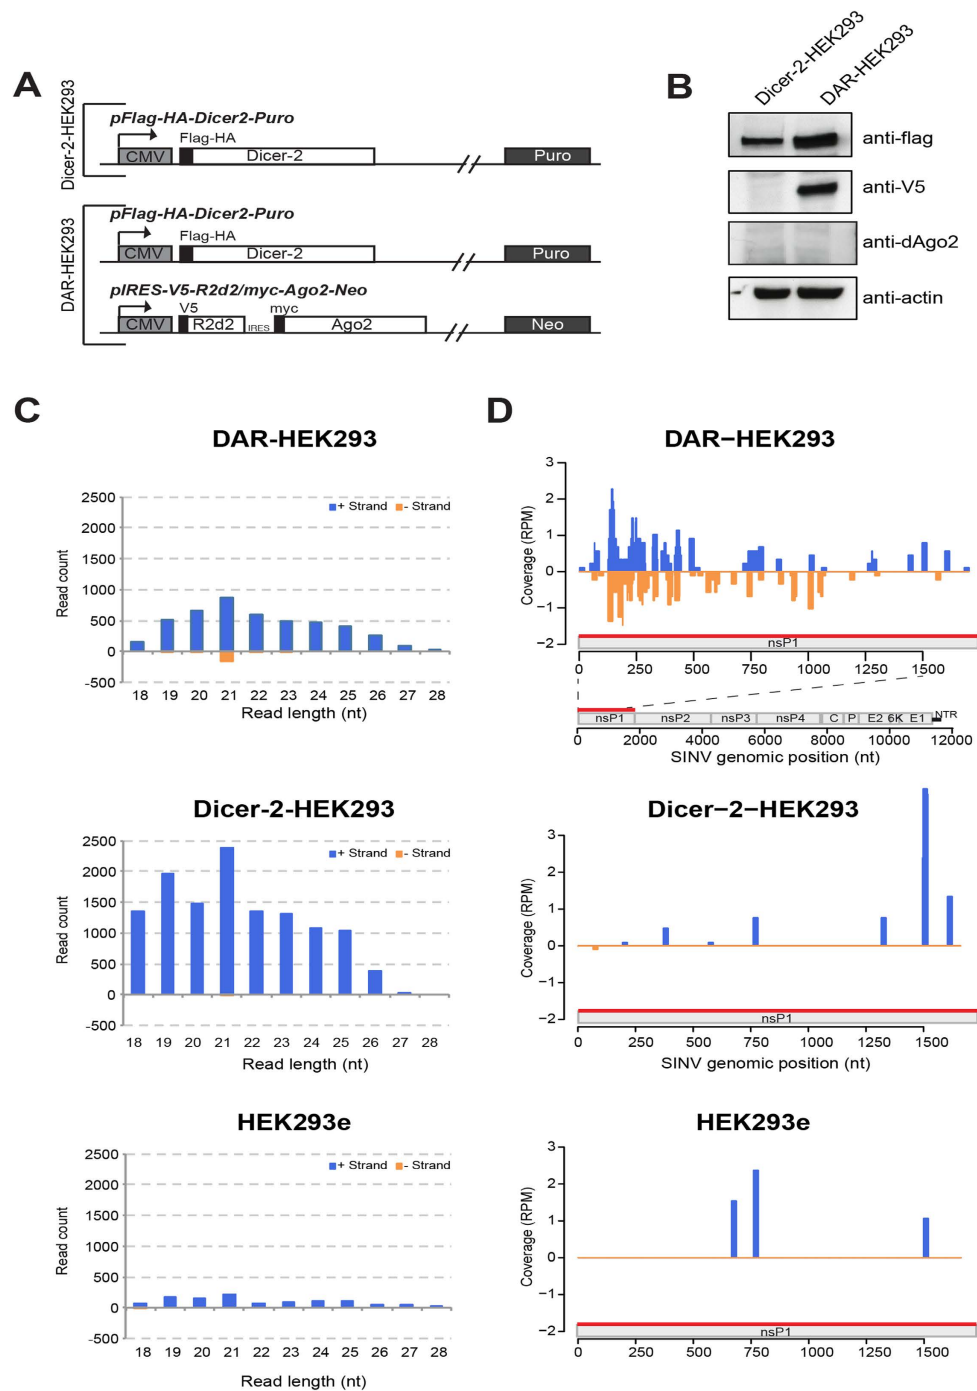 A
Dicer-2-HEK293
pFlag-HA-Dicer2-Puro
Flag-HA
CMV
Dicer-2
Puro
DAR-HEK293
pFlag-HA-Dicer2-Puro
Flag-HA
CMV
Dicer-2
Puro
pIRES-V5-R2d2/myc-Ago2-Neo
V5
myc
CMV
R2d2
IRES
Ago2
Neo
B
Dicer-2-HEK293
DAR-HEK293
anti-flag
anti-V5
anti-dAgo2
anti-actin
C
DAR-HEK293
+ Strand - Strand
Read count
2500
2000
1500
1000
500
0
-500
18 19 20 21 22 23 24 25 26 27 28
Read length (nt)
Dicer-2-HEK293
+ Strand - Strand
Read count
2500
2000
1500
1000
500
0
-500
18 19 20 21 22 23 24 25 26 27 28
Read length (nt)
HEK293e
+ Strand - Strand
Read count
2500
2000
1500
1000
500
0
-500
18 19 20 21 22 23 24 25 26 27 28
Read length (nt)
D
DAR−HEK293
Coverage (RPM)
3
2
1
0
−1
−2
nsP1
0 250 500 750 1000 1250 1500
nsP1 nsP2 nsP3 nsP4 C P E2 6K E1 NTR
0 2000 4000 6000 8000 10000 12000
SINV genomic position (nt)
Dicer−2−HEK293
Coverage (RPM)
3
2
1
0
−1
−2
nsP1
0 250 500 750 1000 1250 1500
SINV genomic position (nt)
HEK293e
Coverage (RPM)
3
2
1
0
−1
−2
nsP1
0 250 500 750 1000 1250 1500